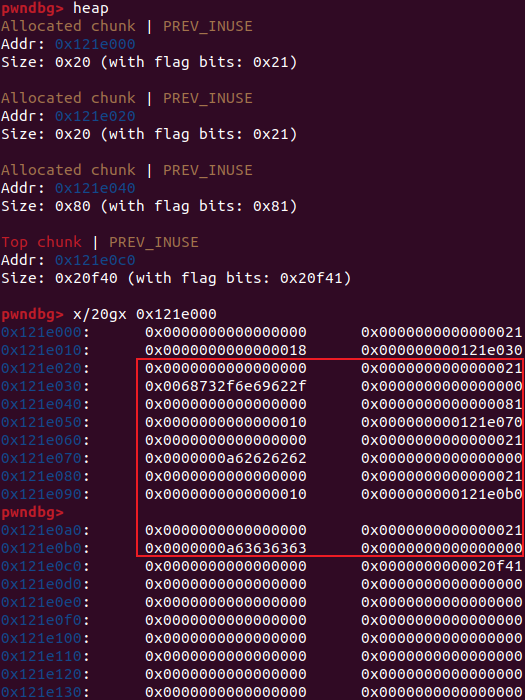 pwndbg> heap
Allocated chunk | PREV_INUSE
Addr: 0x121e000
Size: 0x20 (with flag bits: 0x21)
Allocated chunk | PREV_INUSE
Addr: 0x121e020
Size: 0x20 (with flag bits: 0x21)
Allocated chunk | PREV_INUSE
Addr: 0x121e040
Size: 0x80 (with flag bits: 0x81)
Top chunk | PREV_INUSE
Addr: 0x121e0c0
Size: 0x20f40 (with flag bits: 0x20f41)
pwndbg> x/20gx 0x121e000
0x121e000: 0x0000000000000000 0x0000000000000021
0x121e010: 0x0000000000000018 0x000000000121e030
0x121e020: 0x0000000000000000 0x0000000000000021
0x121e030: 0x0068732f6e69622f 0x0000000000000000
0x121e040: 0x0000000000000000 0x0000000000000081
0x121e050: 0x0000000000000010 0x000000000121e070
0x121e060: 0x0000000000000000 0x0000000000000021
0x121e070: 0x0000000a62626262 0x0000000000000000
0x121e080: 0x0000000000000000 0x0000000000000021
0x121e090: 0x0000000000000010 0x000000000121e0b0
pwndbg>
0x121e0a0: 0x0000000000000000 0x0000000000000021
0x121e0b0: 0x0000000a63636363 0x0000000000000000
0x121e0c0: 0x0000000000000000 0x0000000000020f41
0x121e0d0: 0x0000000000000000 0x0000000000000000
0x121e0e0: 0x0000000000000000 0x0000000000000000
0x121e0f0: 0x0000000000000000 0x0000000000000000
0x121e100: 0x0000000000000000 0x0000000000000000
0x121e110: 0x0000000000000000 0x0000000000000000
0x121e120: 0x0000000000000000 0x0000000000000000
0x121e130: 0x0000000000000000 0x0000000000000000